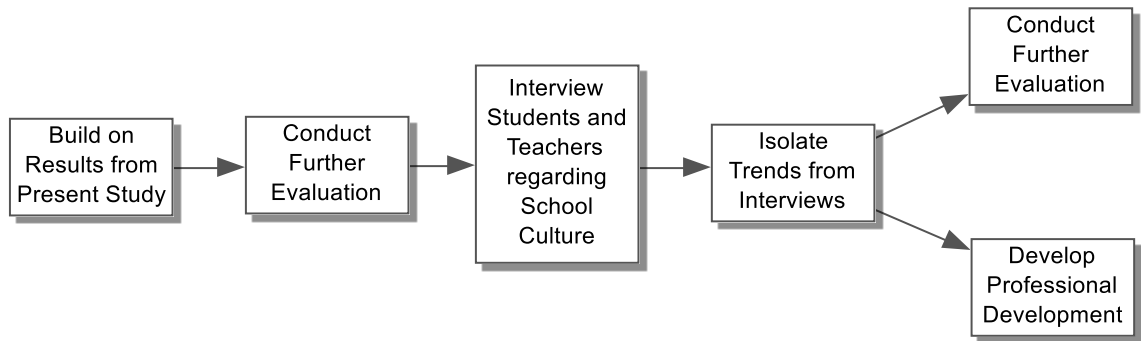 Build on
Results from
Present Study
Conduct
Further
Evaluation
Interview
Students and
Teachers
regarding
School
Culture
Isolate
Trends from
Interviews
Conduct
Further
Evaluation
Develop
Professional
Development